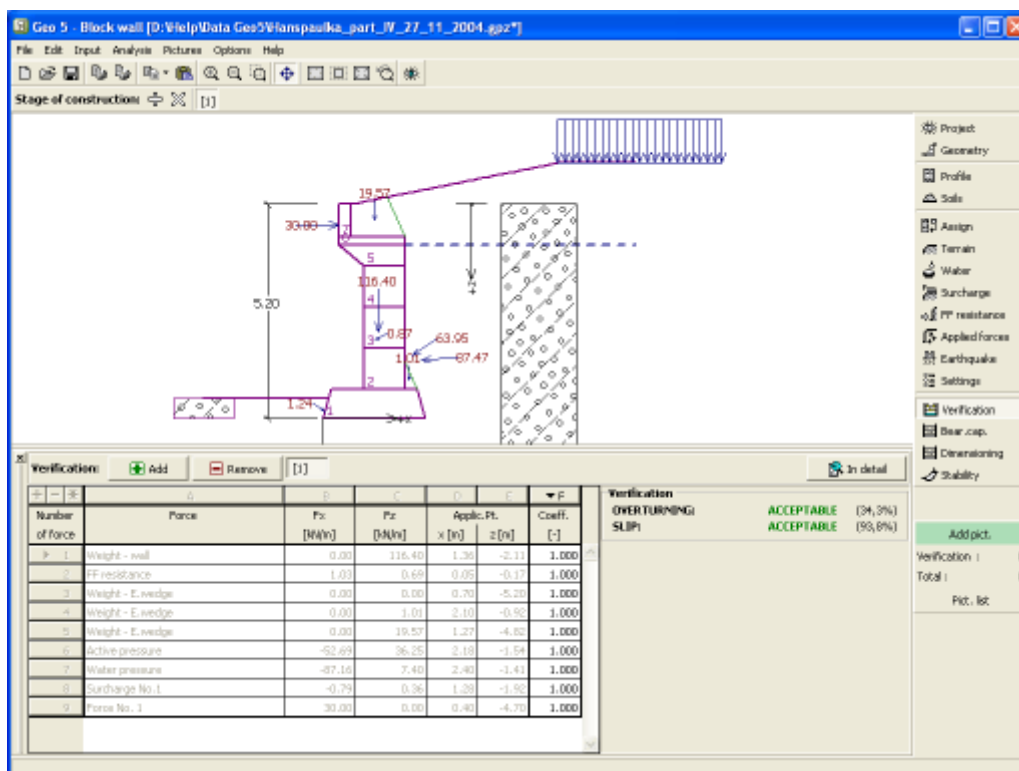 Geo 5 - Block wall [D:\Help\Data Geo5\Hanspaulka_part_IV_27_11_2004.gpz*]
File Edit Input Analysis Pictures Options Help
Stage of construction: [1]
19.57
30.00
5
116.40
4
5.20
+z
0.87
3
63.95
1.01
87.47
2
1.24
1
+x
Project
Geometry
Profile
Soils
Assign
Terrain
Water
Surcharge
FF resistance
Applied forces
Earthquake
Settings
Verification
Bear.cap.
Dimensioning
Stability
Add pict.
Verification :
Total :
Pict. list
Verification: Add Remove [1] In detail
A B C D E F
Number Force Fx Fz Applic.Pt. Coeff.
of force [kN/m] [kN/m] x [m] z [m] [-]
1 Weight - wall 0.00 116.40 1.36 -2.11 1.000
2 FF resistance 1.03 0.69 0.05 -0.17 1.000
3 Weight - E.wedge 0.00 0.00 0.70 -5.20 1.000
4 Weight - E.wedge 0.00 1.01 2.10 -0.92 1.000
5 Weight - E.wedge 0.00 19.57 1.27 -4.82 1.000
6 Active pressure -52.69 36.25 2.18 -1.54 1.000
7 Water pressure -87.16 7.40 2.40 -1.41 1.000
8 Surcharge No.1 -0.79 0.36 1.28 -1.92 1.000
9 Force No. 1 30.00 0.00 0.40 -4.70 1.000
Verification
OVERTURNING: ACCEPTABLE (34,3%)
SLIP: ACCEPTABLE (93,8%)